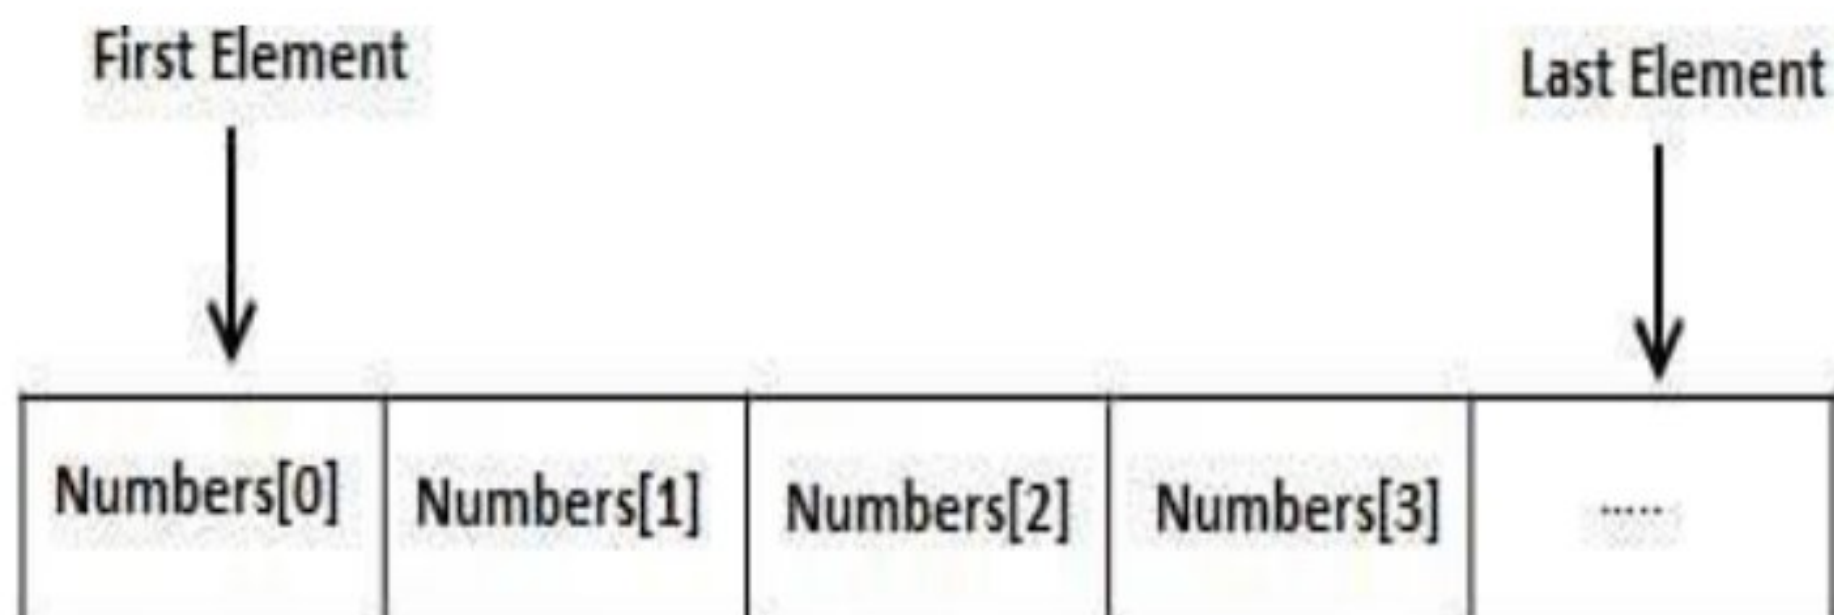 First Element
Last Element
Numbers[0] Numbers[1] Numbers[2] Numbers[3] .....